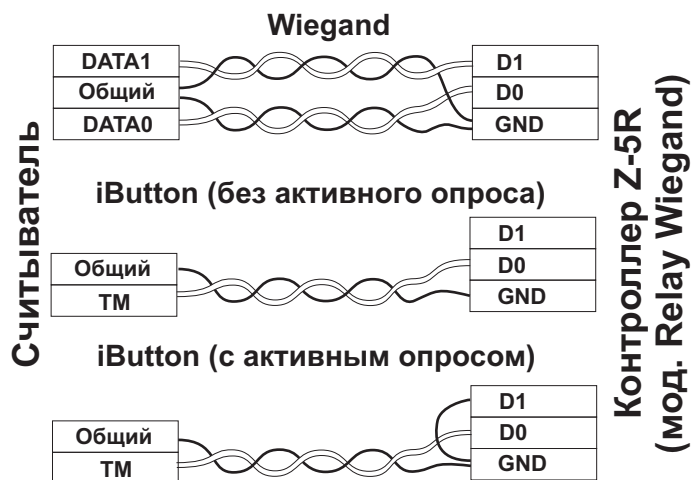 Wiegand
DATA1
Общий
DATA0
D1
D0
GND
iButton (без активного опроса)
Общий
TM
D1
D0
GND
iButton (с активным опросом)
Общий
TM
D1
D0
GND
Считыватель
Контроллер Z-5R
(мод. Relay Wiegand)